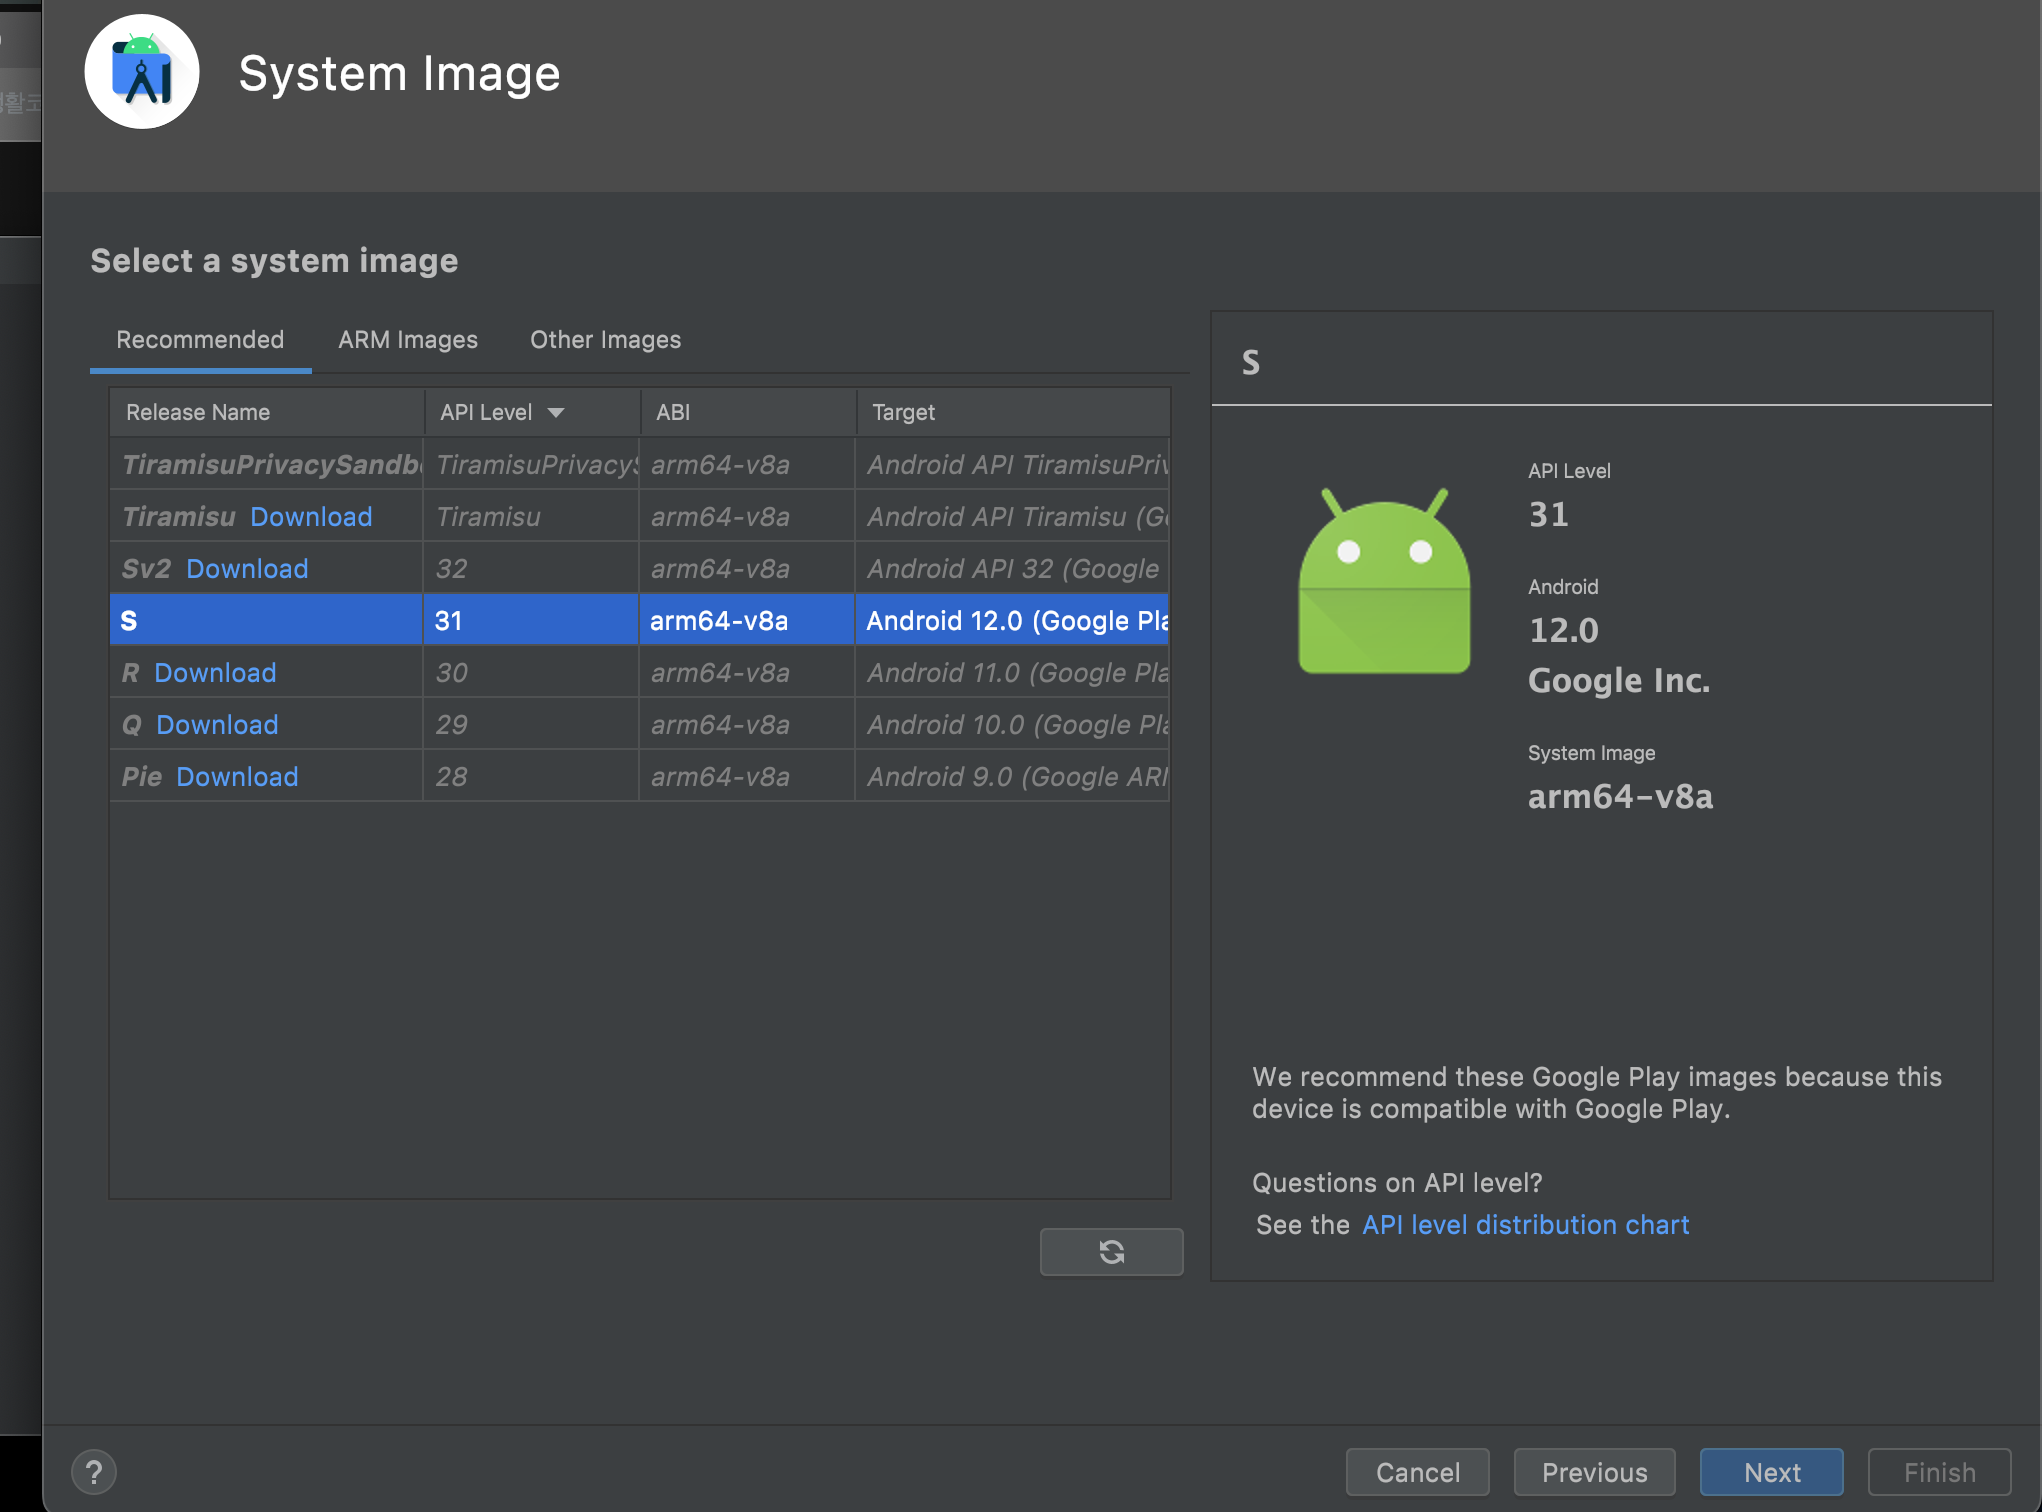 System Image
Select a system image
Recommended ARM Images Other Images
Release Name API Level ABI Target
TiramisuPrivacySandb TiramisuPrivacyS arm64-v8a Android API TiramisuPriv
Tiramisu Download Tiramisu arm64-v8a Android API Tiramisu (Go
Sv2 Download 32 arm64-v8a Android API 32 (Google
S 31 arm64-v8a Android 12.0 (Google Pla
R Download 30 arm64-v8a Android 11.0 (Google Pla
Q Download 29 arm64-v8a Android 10.0 (Google Pla
Pie Download 28 arm64-v8a Android 9.0 (Google ARM
S
API Level
31
Android
12.0
Google Inc.
System Image
arm64-v8a
We recommend these Google Play images because this
device is compatible with Google Play.
Questions on API level?
See the API level distribution chart
?
Cancel Previous Next Finish